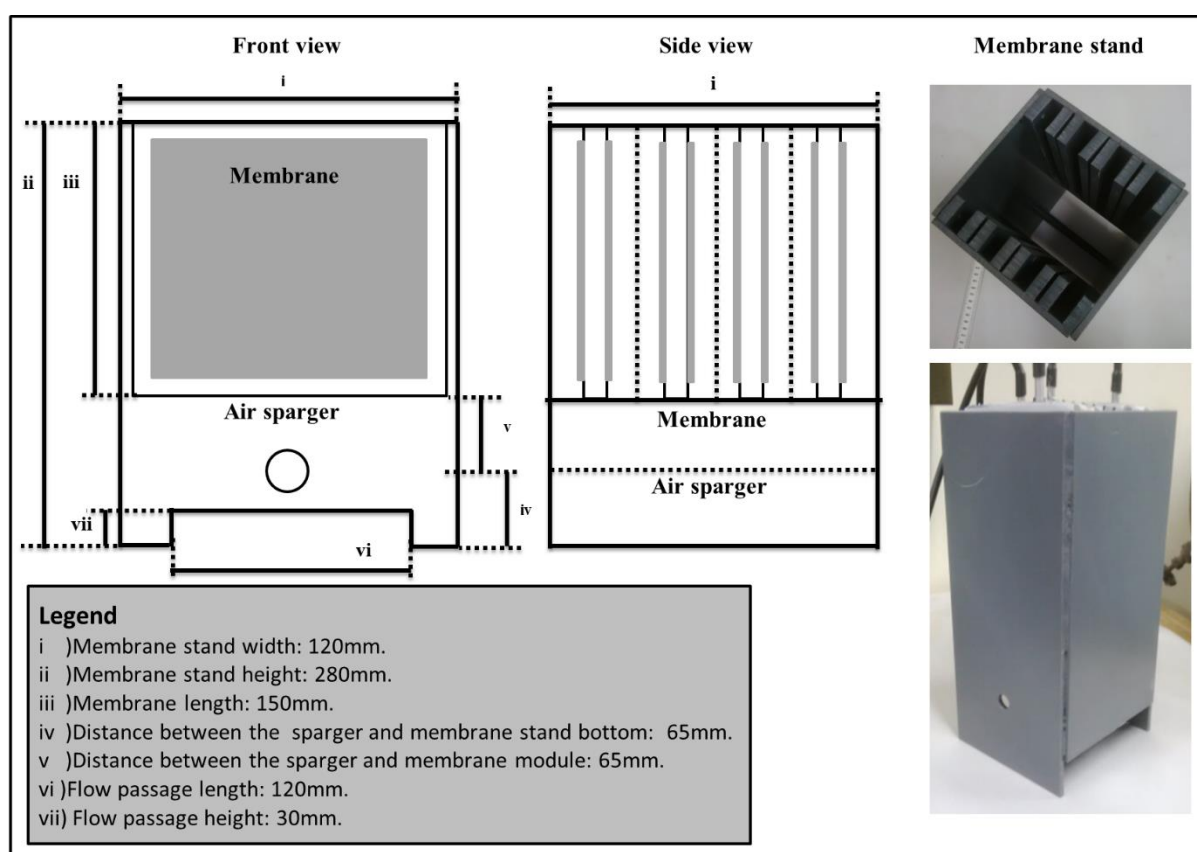 Front view
Side view
Membrane stand
i
i
ii
iii
Membrane
Air sparger
v
Membrane
Air sparger
iv
vii
vi
Legend
i )Membrane stand width: 120mm.
ii )Membrane stand height: 280mm.
iii )Membrane length: 150mm.
iv )Distance between the sparger and membrane stand bottom: 65mm.
v )Distance between the sparger and membrane module: 65mm.
vi )Flow passage length: 120mm.
vii) Flow passage height: 30mm.